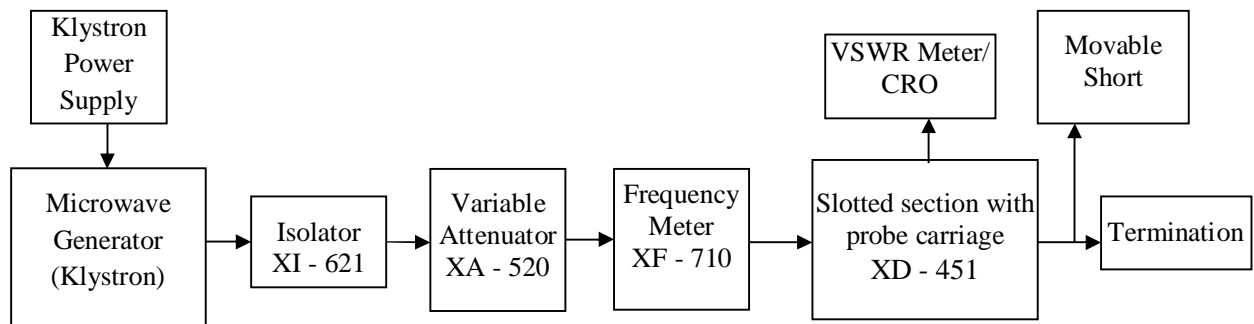 Klystron
Power
Supply
VSWR Meter/
CRO
Movable
Short
Microwave
Generator
(Klystron)
Isolator
XI - 621
Variable
Attenuator
XA - 520
Frequency
Meter
XF - 710
Slotted section with
probe carriage
XD - 451
Termination